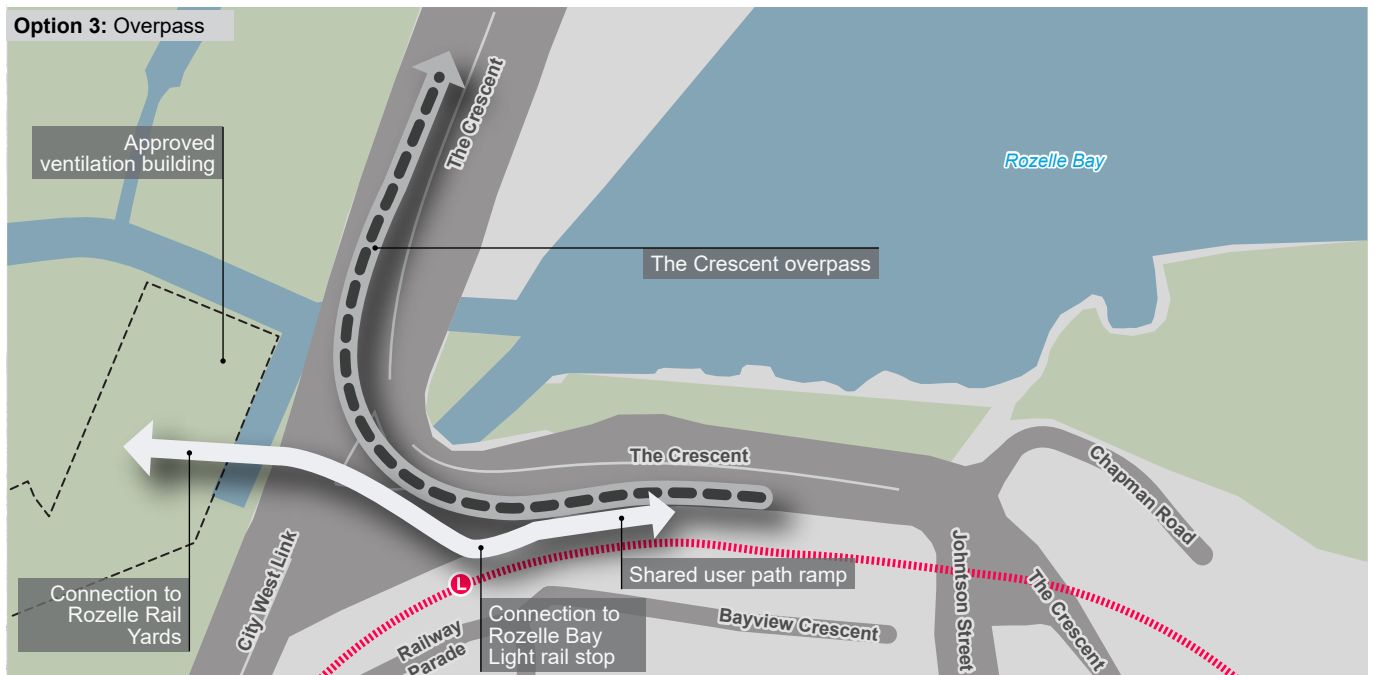 Option 3: Overpass
The Crescent
Approved
ventilation building
Rozelle Bay
The Crescent overpass
The Crescent
Chapman Road
Connection to
Rozelle Rail
Yards
City West Link
L
Shared user path ramp
Connection to
Rozelle Bay
Light rail stop
Railway
Parade
Bayview Crescent
Johntson Street
The Crescent